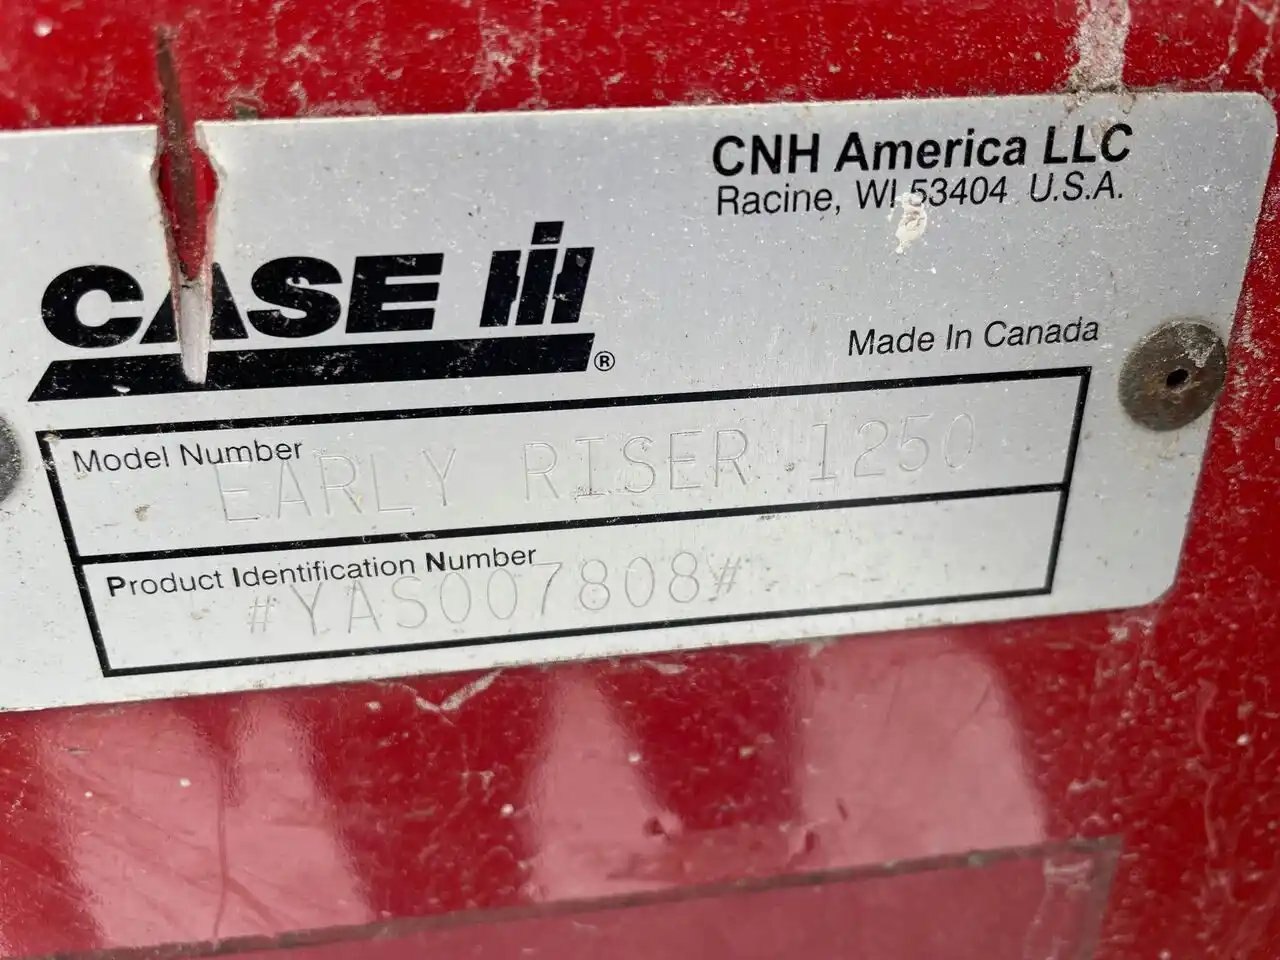 CNH America LLC
Racine, WI 53404 U.S.A.
CASE IH®
Made In Canada
Model Number
EARLY RISER 1250
Product Identification Number
#YAS007808#